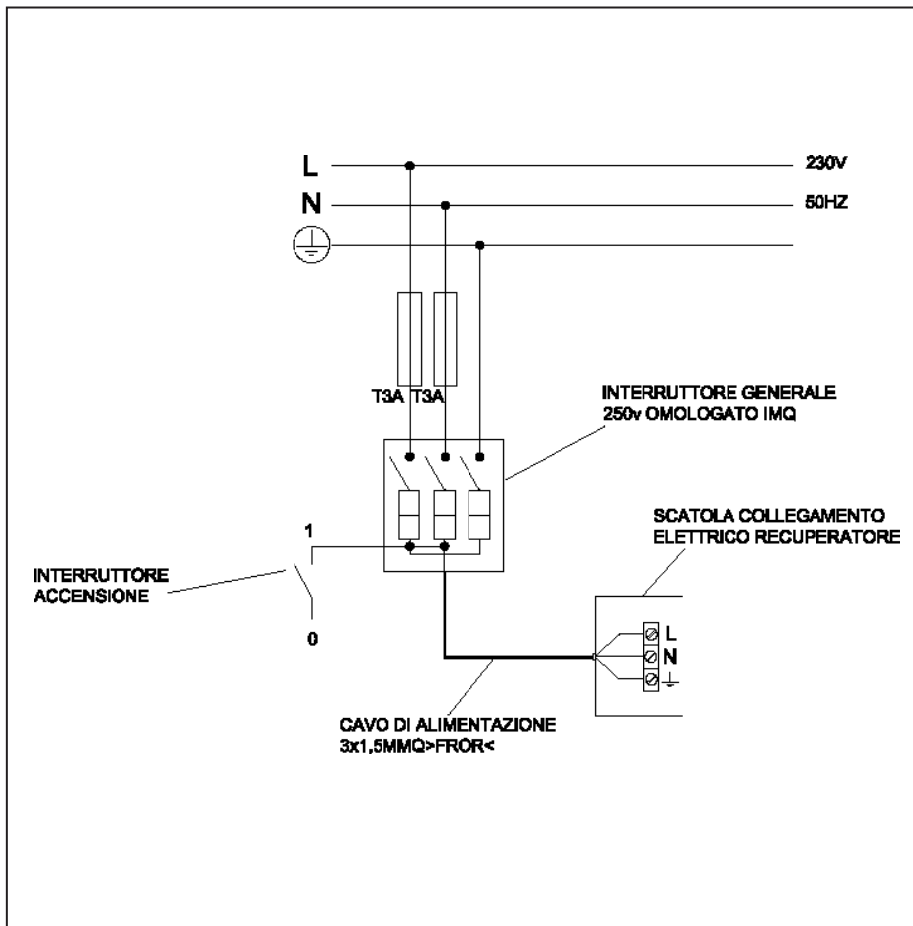 L 230V
N 50HZ
T3A T3A
INTERRUTTORE GENERALE
250v OMOLOGATO IMQ
SCATOLA COLLEGAMENTO
ELETTRICO RECUPERATORE
1
INTERRUTTORE
ACCENSIONE
0
L
N
CAVO DI ALIMENTAZIONE
3x1,5MMQ>FROR<